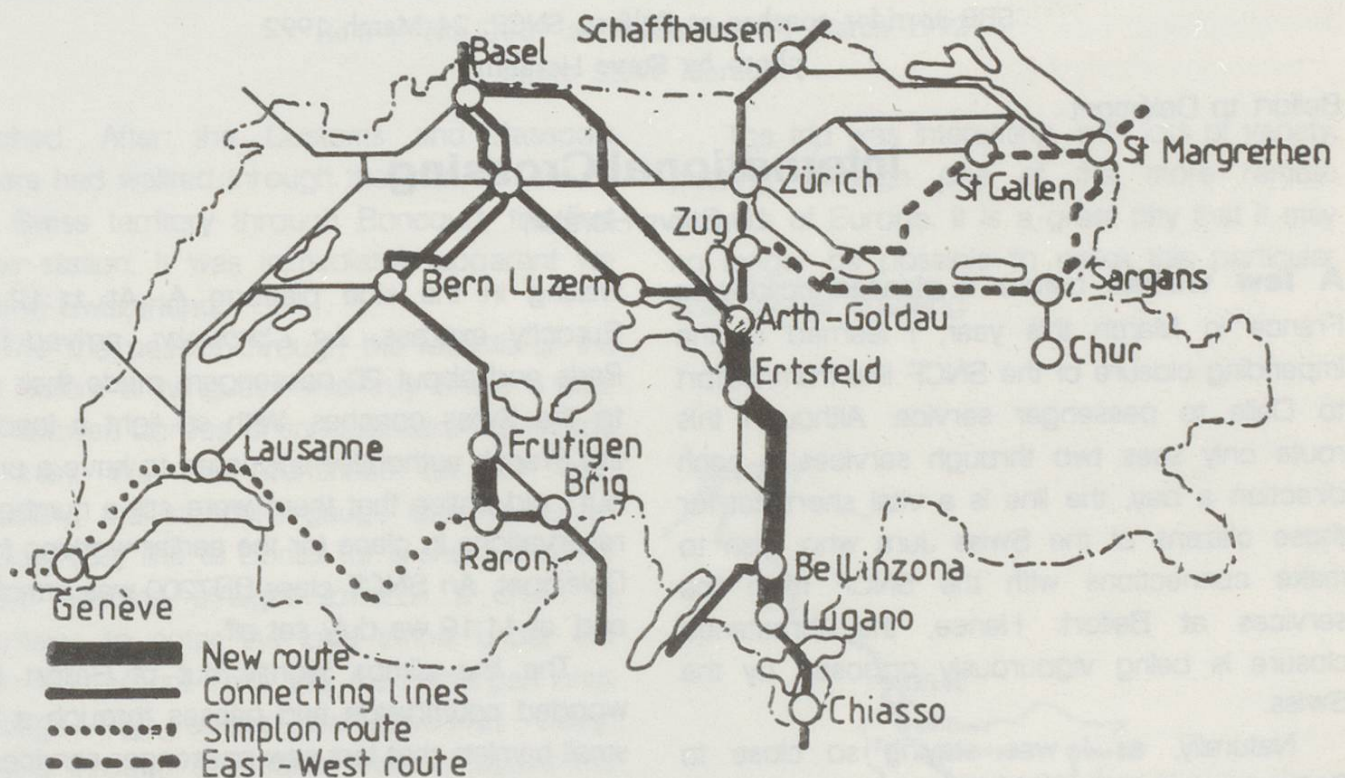 Schaffhausen
Basel
St Margrethen
Zürich
St Gallen
Zug
Sargans
Bern
Luzern
Arth-Goldau
Chur
Ertsfeld
Lausanne
Frutigen
Brig
Raron
Bellinzona
Genève
Lugano
Chiasso
New route
Connecting lines
Simplon route
East-West route